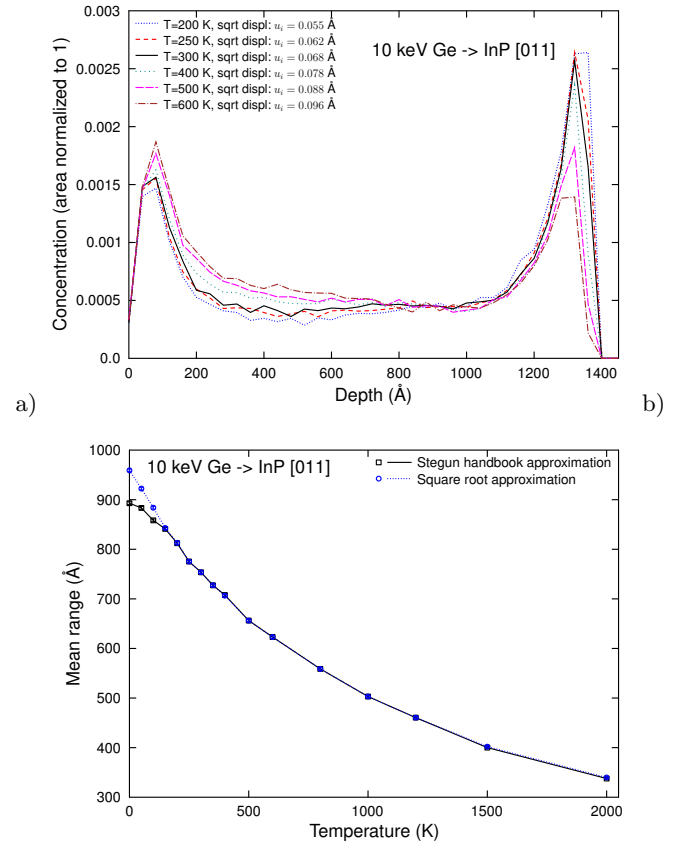 T=200 K, sqrt displ: u_i = 0.055 Å
T=250 K, sqrt displ: u_i = 0.062 Å
T=300 K, sqrt displ: u_i = 0.068 Å
T=400 K, sqrt displ: u_i = 0.078 Å
T=500 K, sqrt displ: u_i = 0.088 Å
T=600 K, sqrt displ: u_i = 0.096 Å
10 keV Ge -> InP [011]
Concentration (area normalized to 1)
0.003
0.0025
0.002
0.0015
0.001
0.0005
0.0
0 200 400 600 800 1000 1200 1400
Depth (Å)
a)
b)
10 keV Ge -> InP [011]
Stegun handbook approximation
Square root approximation
Mean range (Å)
1000
900
800
700
600
500
400
300
0 500 1000 1500 2000
Temperature (K)